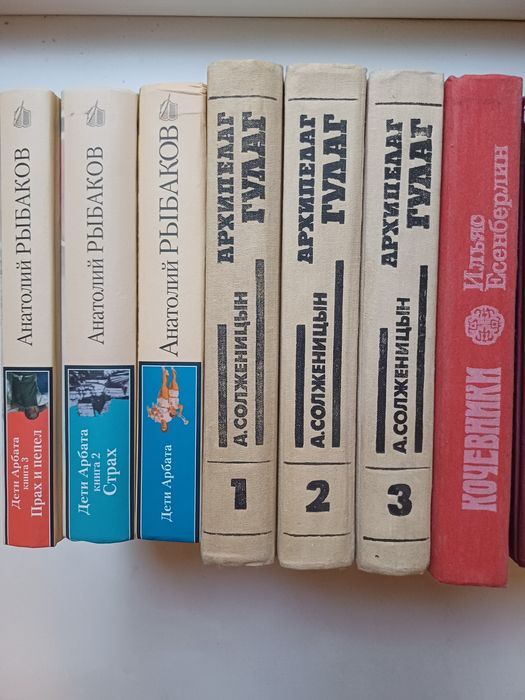 Анатолий РЫБАКОВ
Дети Арбата
книга 3
Прах и пепел
Анатолий РЫБАКОВ
Дети Арбата
книга 2
Страх
Анатолий РЫБАКОВ
Дети Арбата
АРХИПЕЛАГ
ГУЛАГ
А.СОЛЖЕНИЦЫН
1
АРХИПЕЛАГ
ГУЛАГ
А.СОЛЖЕНИЦЫН
2
АРХИПЕЛАГ
ГУЛАГ
А.СОЛЖЕНИЦЫН
3
Ильяс
Есенберлин
КОЧЕВНИКИ